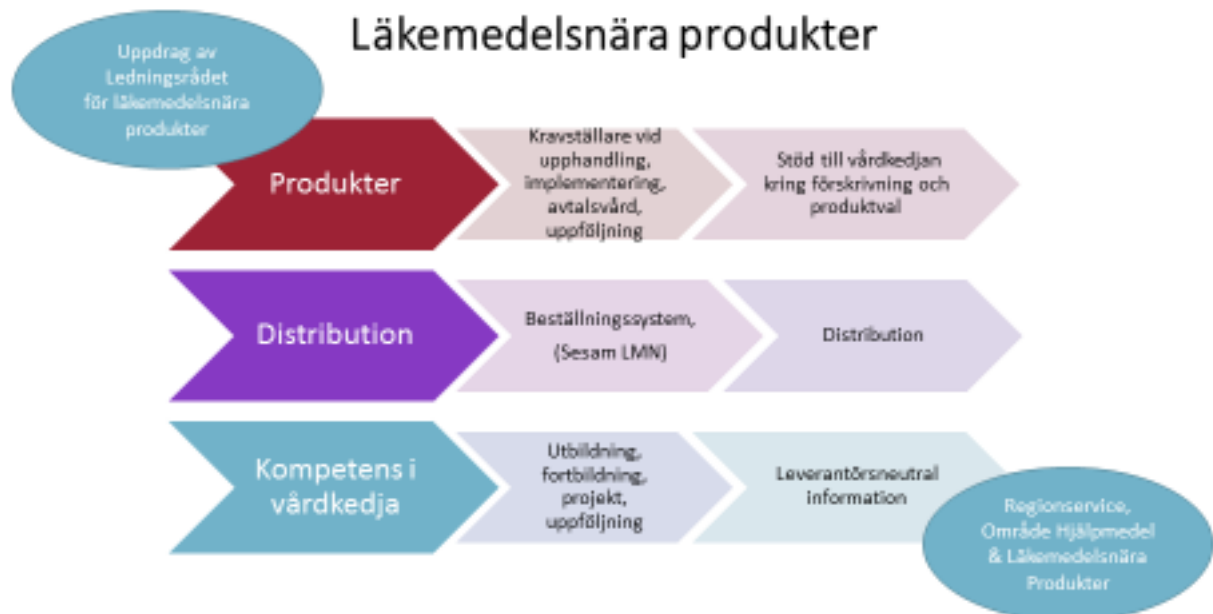 Läkemedelsnära produkter
Uppdrag av
Ledningsrådet
för läkemedelsnära
produkter
Produkter
Kravställare vid
upphandling,
implementering,
avtalsvård,
uppföljning
Stöd till vårdkedjan
kring förskrivning och
produktval
Distribution
Beställningssystem,
(Sesam LMN)
Distribution
Kompetens i
vårdkedja
Utbildning,
fortbildning,
projekt,
uppföljning
Leverantörsneutral
information
Regionservice,
Område Hjälpmedel
& Läkemedelsnära
Produkter